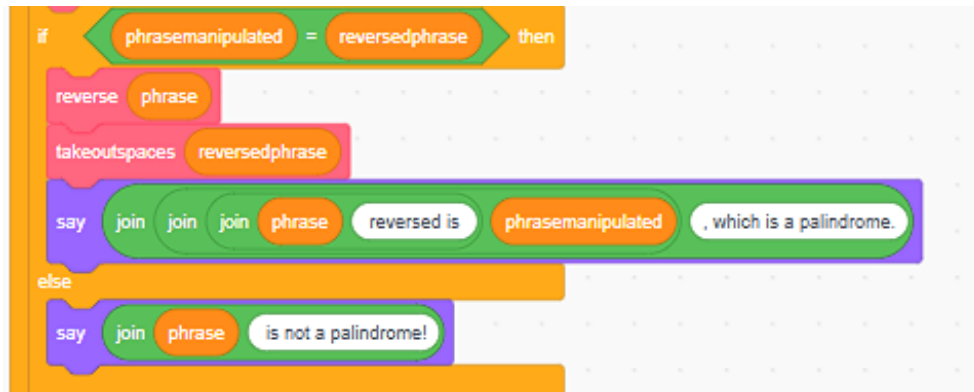 if phrasemanipulated = reversedphrase then
reverse phrase
takeoutspaces reversedphrase
say join join join phrase reversed is phrasemanipulated , which is a palindrome.
else
say join phrase is not a palindrome!